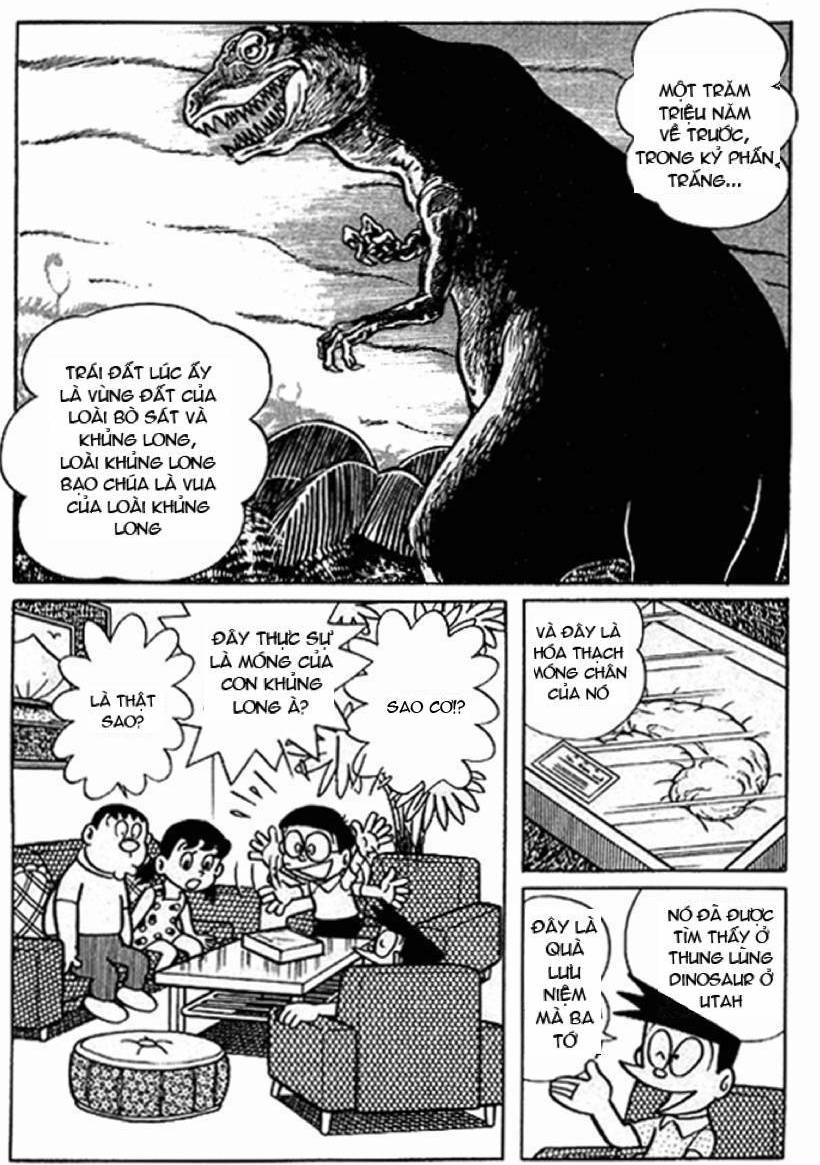 MỘT TRĂM
TRIỆU NĂM
VỀ TRƯỚC,
TRONG KỶ PHẤN
TRẮNG...
TRÁI ĐẤT LÚC ẤY
LÀ VÙNG ĐẤT CỦA
LOÀI BÒ SÁT VÀ
KHỦNG LONG,
LOÀI KHỦNG LONG
BẠO CHÚA LÀ VUA
CỦA LOÀI KHỦNG
LONG
LÀ THẬT
SAO?
ĐÂY THỰC SỰ
LÀ MÓNG CỦA
CON KHỦNG
LONG À?
SAO CƠ!?
VÀ ĐÂY LÀ
HÓA THẠCH
MÓNG CHÂN
CỦA NÓ
ĐÂY LÀ
QUÀ
LƯU
NIỆM
MÀ BA
TỚ
NÓ ĐÃ ĐƯỢC
TÌM THẤY Ở
THUNG LŨNG
DINOSAUR Ở
UTAH